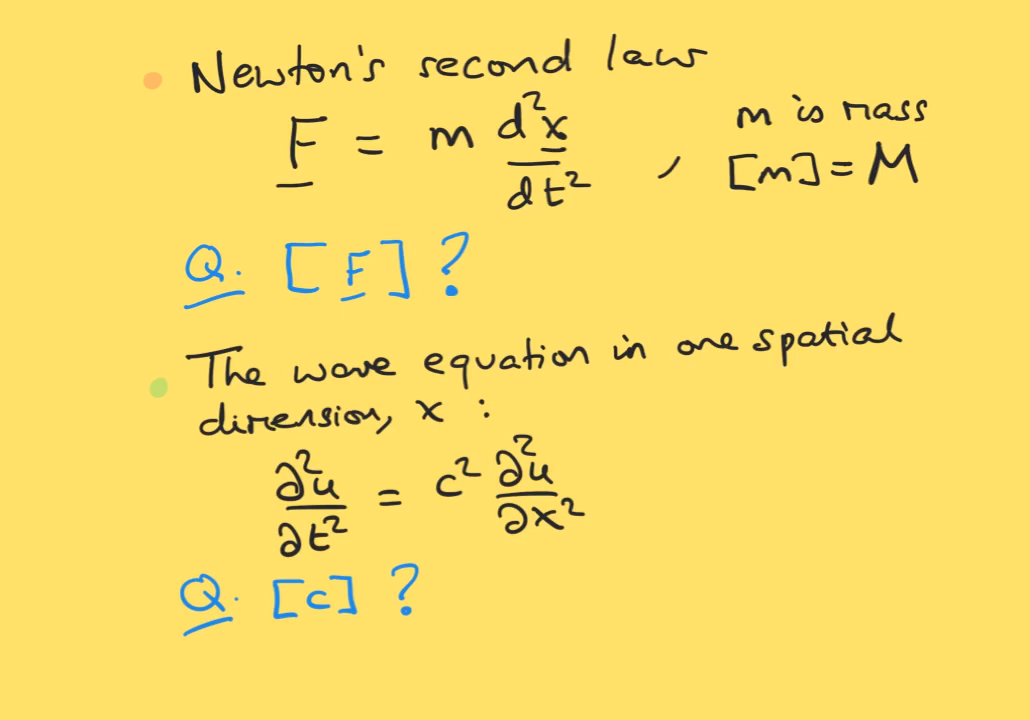 Newton's second law
F = m d²x/dt² , m is mass
[m] = M
Q. [F] ?
The wave equation in one spatial
dimension, x :
∂²u/∂t² = c² ∂²u/∂x²
Q. [c] ?